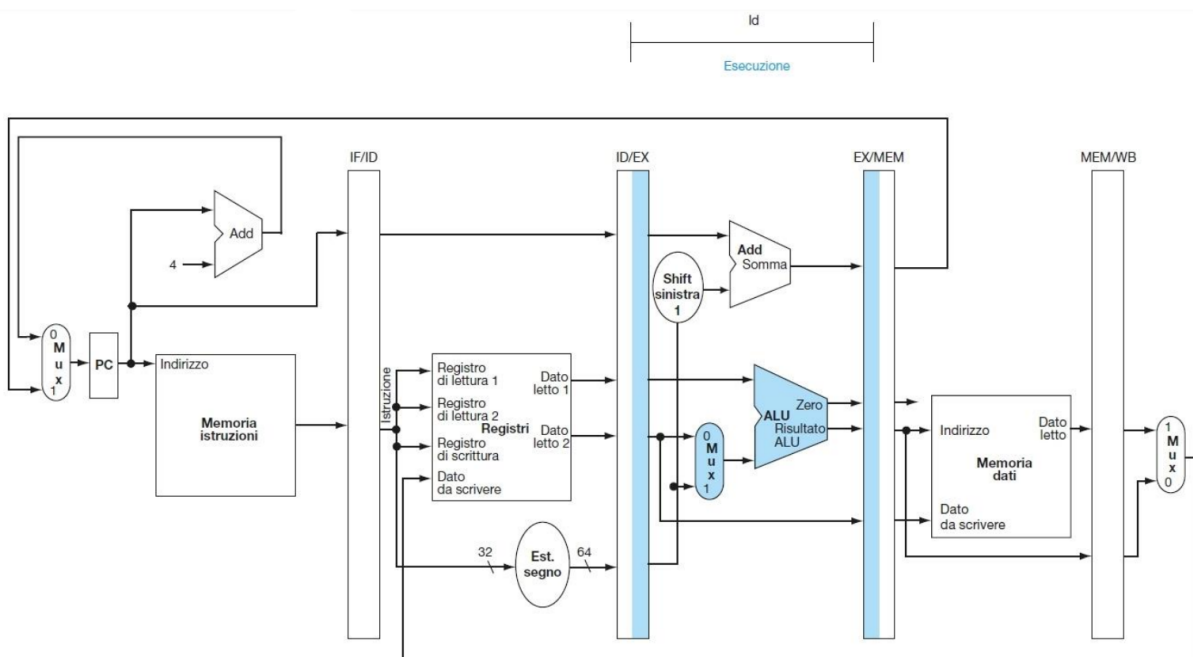 Id
Esecuzione
IF/ID
ID/EX
EX/MEM
MEM/WB
Add
4
Add
Somma
Shift
sinistra
1
0
M
u
x
1
PC
Indirizzo
Memoria
istruzioni
Istruzione
Registro
di lettura 1
Registro
di lettura 2
Registri
Registro
di scrittura
Dato
da scrivere
Dato
letto 1
Dato
letto 2
0
M
u
x
1
Zero
ALU
Risultato
ALU
Indirizzo
Dato
letto
Memoria
dati
Dato
da scrivere
1
M
u
x
0
32
Est.
segno
64